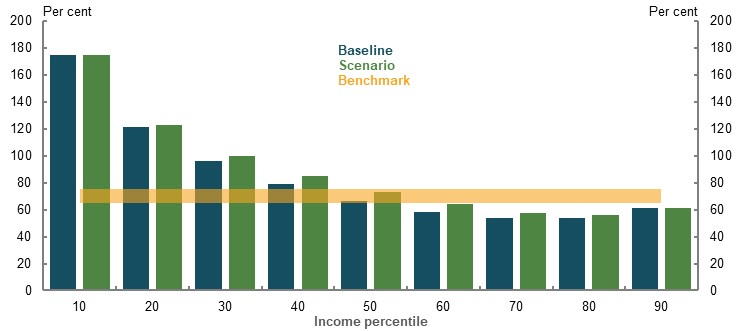 Per cent Per cent
200 200
180 180
160 160
140 140
120 120
100 100
80 80
60 60
40 40
20 20
0 0
Baseline
Scenario
Benchmark
10 20 30 40 50 60 70 80 90
Income percentile